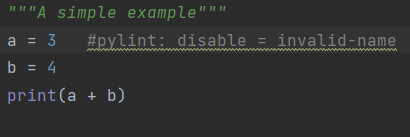 """A simple example"""
a = 3   #pylint: disable = invalid-name
b = 4
print(a + b)